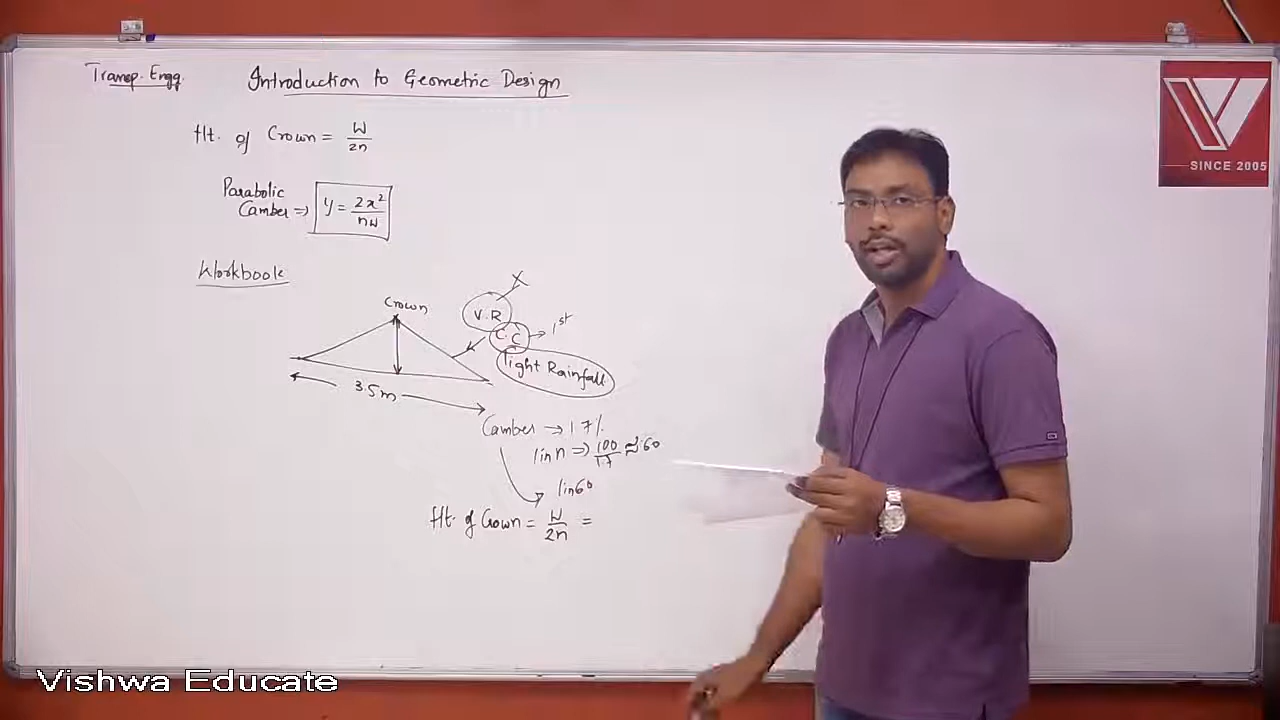 Transp. Engg. Introduction to Geometric Design
Ht. of Crown = W/2n
Parabolic
Camber ⇒ y = 2x²/nW
Workbook
Crown
V.R
C.C → 1st
light Rainfall
3.5m
Camber → 1.7%
1 in n ⇒ 100/1.7 ≈ 60
1 in 60
Ht. of Crown = W/2n =
V
SINCE 2005
Vishwa Educate